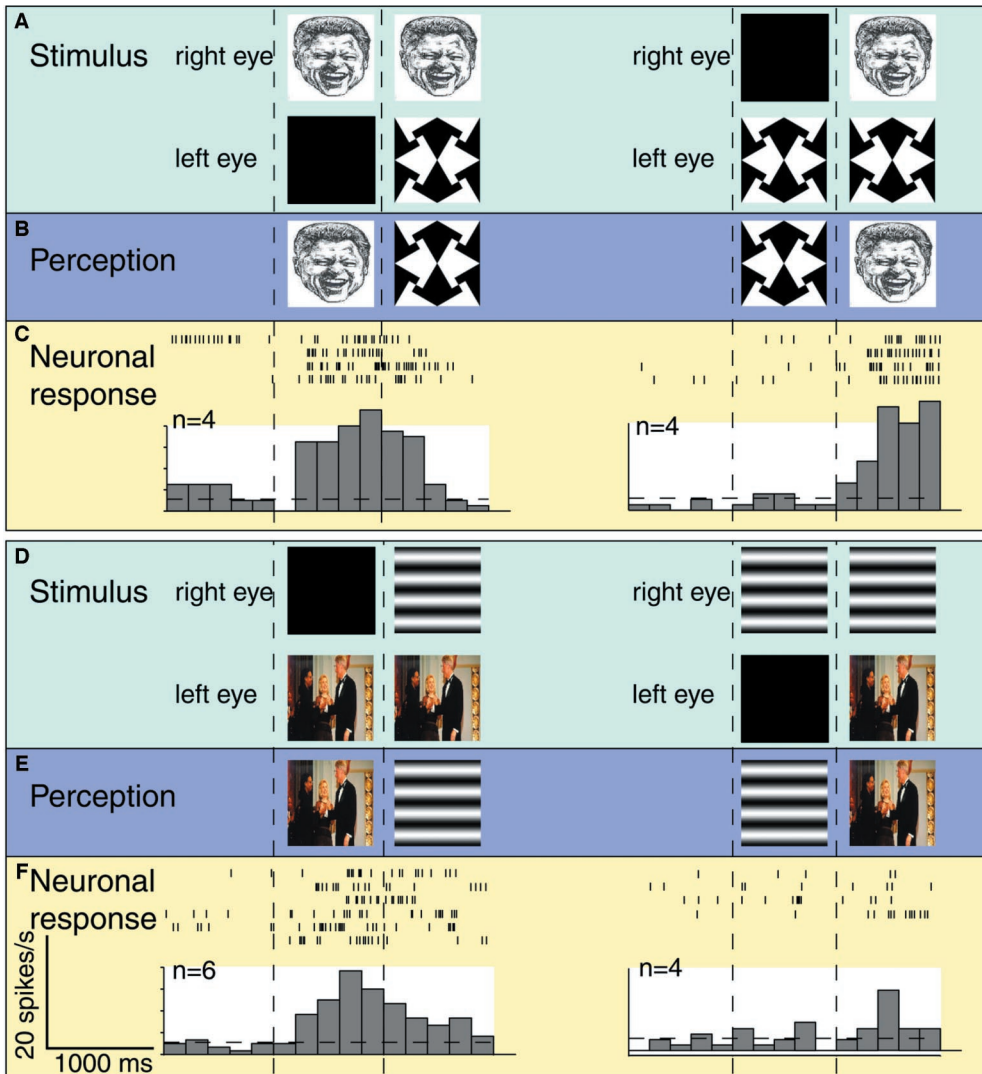 A
Stimulus right eye right eye
left eye left eye
B
Perception
C
Neuronal
response
n=4 n=4
D
Stimulus right eye right eye
left eye left eye
E
Perception
F
Neuronal
response
n=6 n=4
20 spikes/s
1000 ms